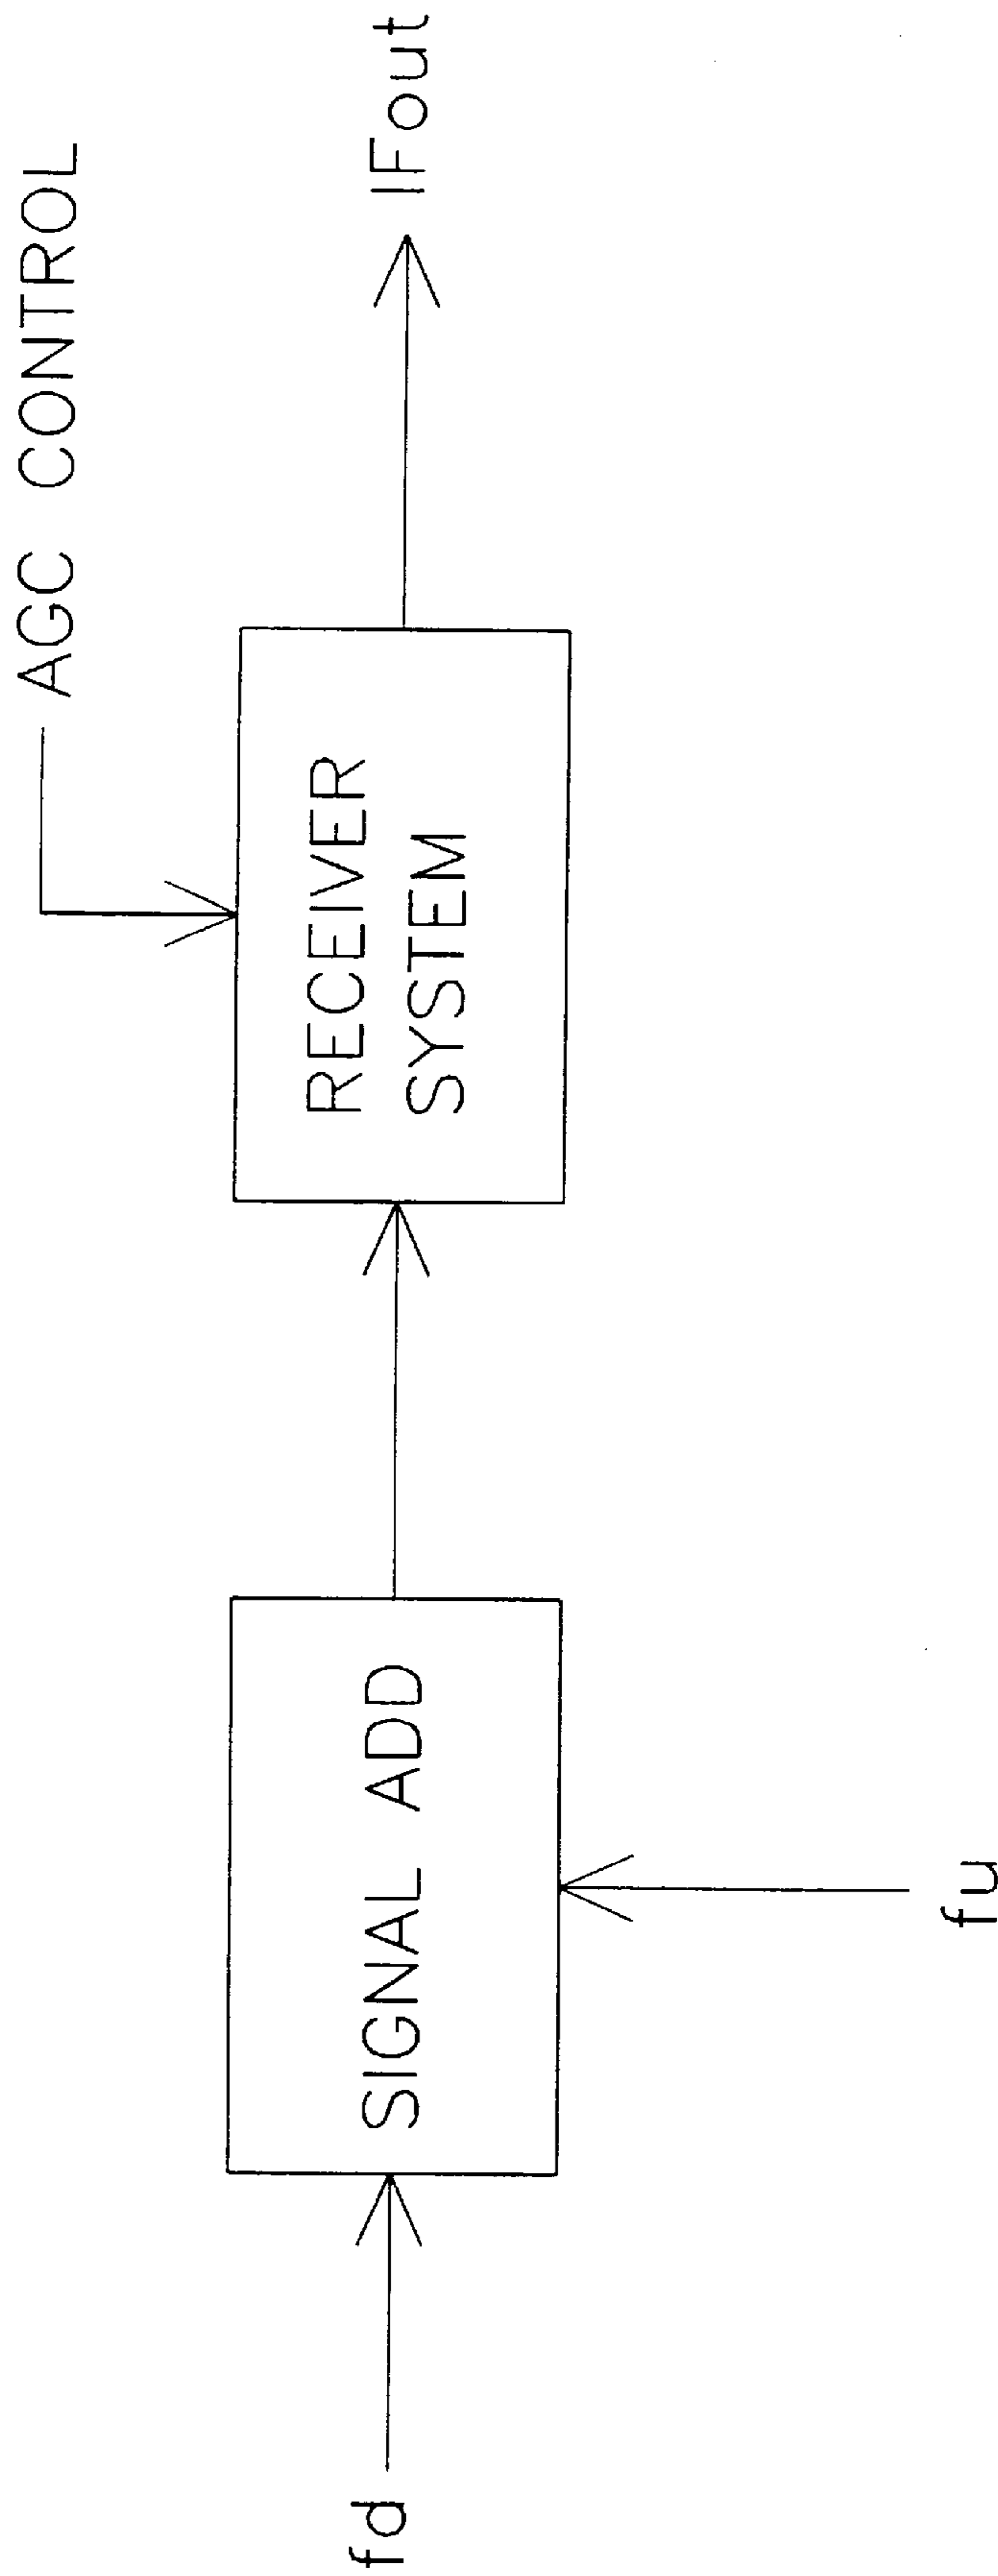 AGC CONTROL
fd
SIGNAL ADD
RECEIVER
SYSTEM
IFout
fu